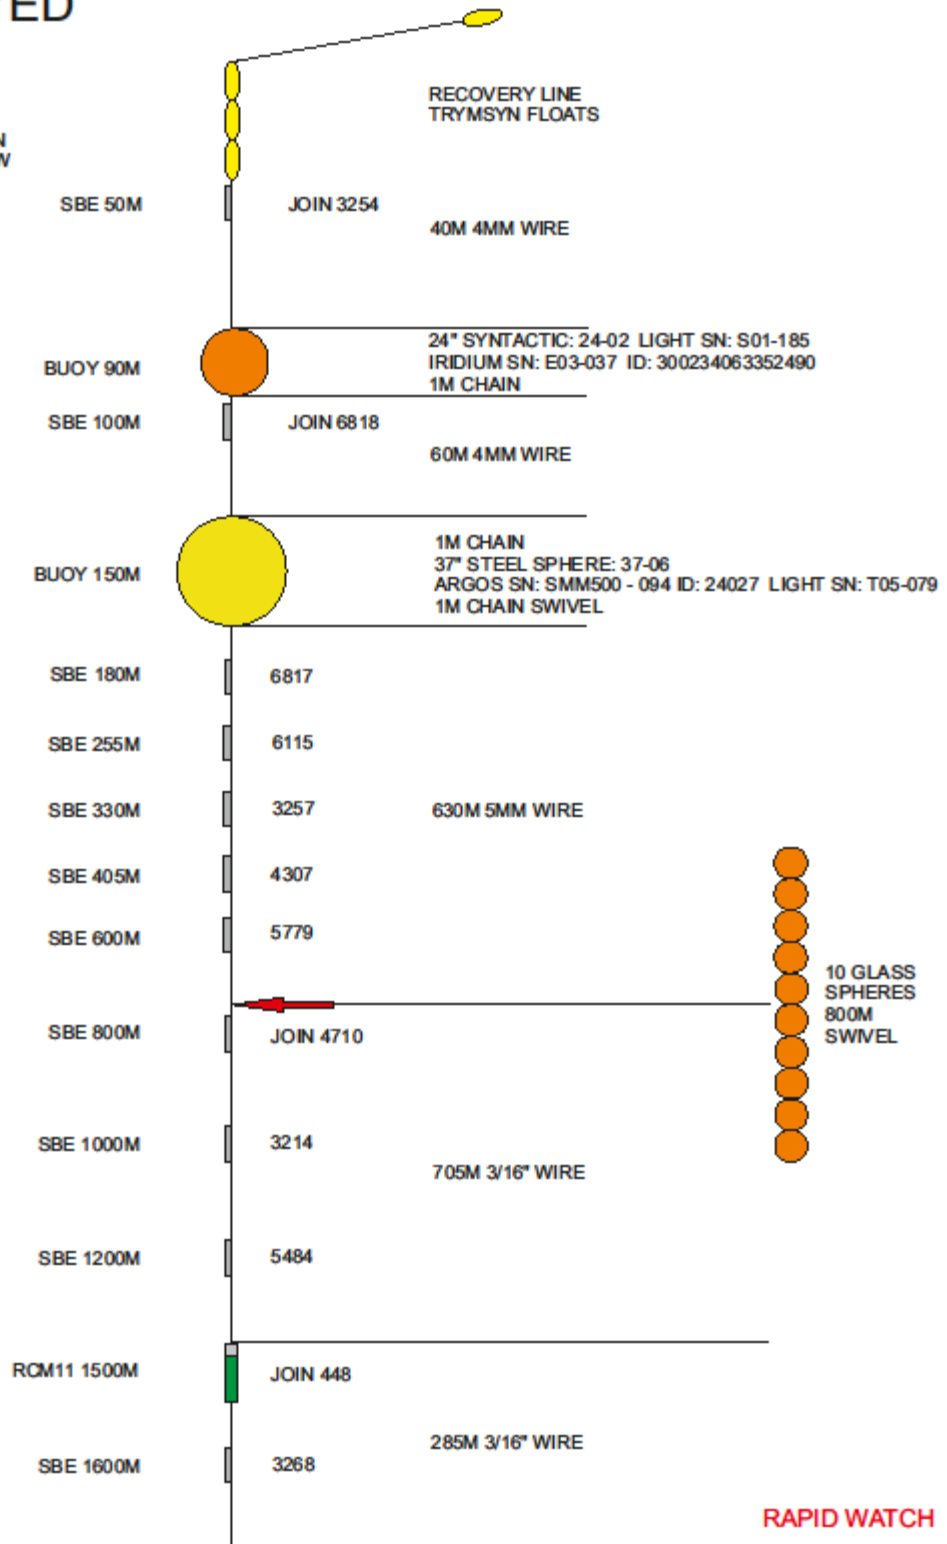 ED
RECOVERY LINE
TRYMSYN FLOATS
N
W
SBE 50M
JOIN 3254
40M 4MM WIRE
24" SYNTACTIC: 24-02 LIGHT SN: S01-185
BUOY 90M
IRIDIUM SN: E03-037 ID: 300234063352490
1M CHAIN
SBE 100M
JOIN 6818
60M 4MM WIRE
1M CHAIN
37" STEEL SPHERE: 37-06
BUOY 150M
ARGOS SN: SMM500 - 094 ID: 24027 LIGHT SN: T05-079
1M CHAIN SWIVEL
SBE 180M
6817
SBE 255M
6115
SBE 330M
3257
630M 5MM WIRE
SBE 405M
4307
SBE 600M
5779
10 GLASS
SPHERES
800M
SWIVEL
SBE 800M
JOIN 4710
SBE 1000M
3214
705M 3/16" WIRE
SBE 1200M
5484
RCM11 1500M
JOIN 448
285M 3/16" WIRE
SBE 1600M
3268
RAPID WATCH